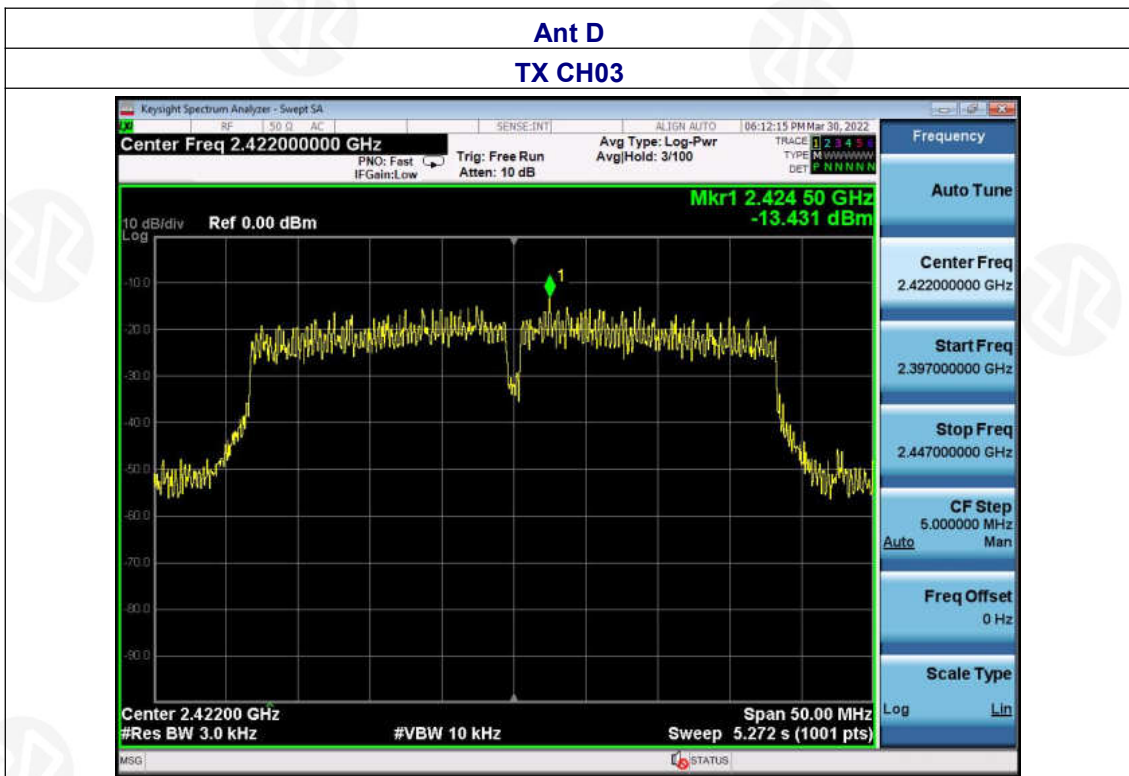 Ant D
TX CH03
Keysight Spectrum Analyzer - Swept SA
RF 50 Ω AC SENSE:INT ALIGN AUTO 06:12:15 PM Mar 30, 2022
Center Freq 2.422000000 GHz
PNO: Fast
IFGain:Low
Trig: Free Run
Atten: 10 dB
Avg Type: Log-Pwr
Avg|Hold: 3/100
TRACE 1 2 3 4 5 6
TYPE M WWWWW
DET P N N N N N
Mkr1 2.424 50 GHz
-13.431 dBm
10 dB/div Ref 0.00 dBm
Log
1
-10.0
-20.0
-30.0
-40.0
-50.0
-60.0
-70.0
-80.0
-90.0
Center 2.42200 GHz Span 50.00 MHz
#Res BW 3.0 kHz #VBW 10 kHz Sweep 5.272 s (1001 pts)
MSG STATUS
Frequency
Auto Tune
Center Freq
2.422000000 GHz
Start Freq
2.397000000 GHz
Stop Freq
2.447000000 GHz
CF Step
5.000000 MHz
Auto Man
Freq Offset
0 Hz
Scale Type
Log Lin